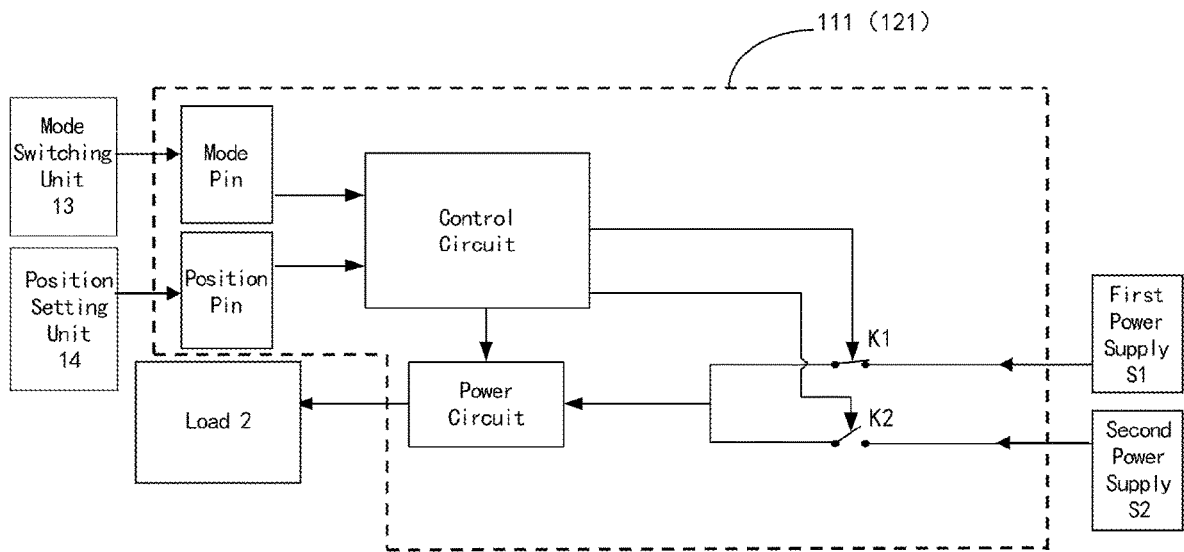 111 (121)
Mode
Switching
Unit
13
Mode
Pin
Control
Circuit
Position
Setting
Unit
14
Position
Pin
First
Power
Supply
S1
K1
Load 2
Power
Circuit
K2
Second
Power
Supply
S2